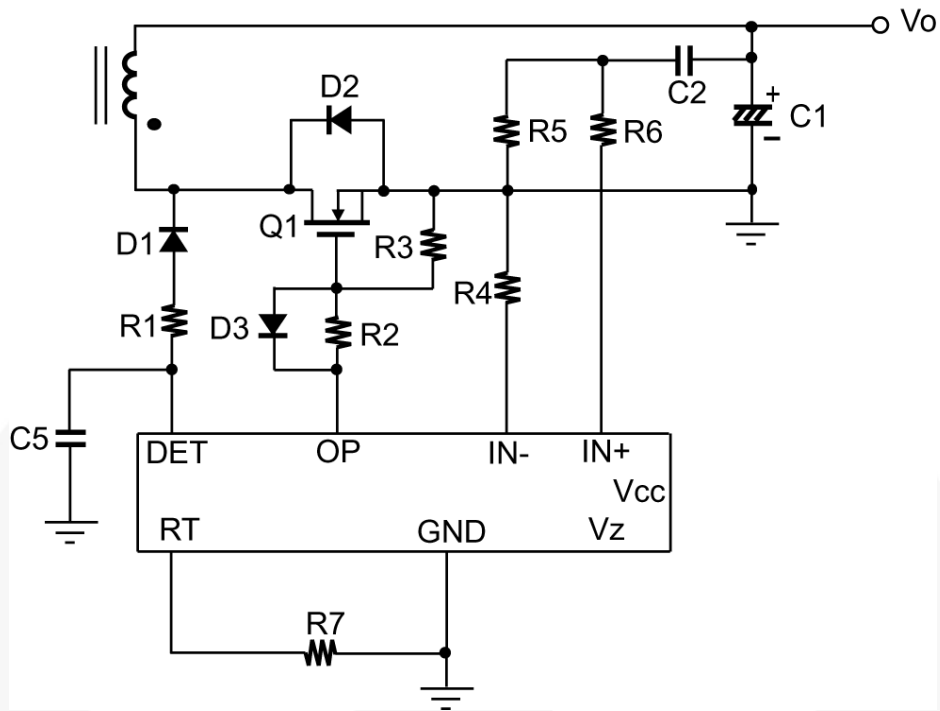 Vo
D2
C2
C1
+
-
R5
R6
Q1
D1
R3
R4
R1
D3
R2
C5
DET
OP
IN-
IN+
Vcc
RT
GND
Vz
R7